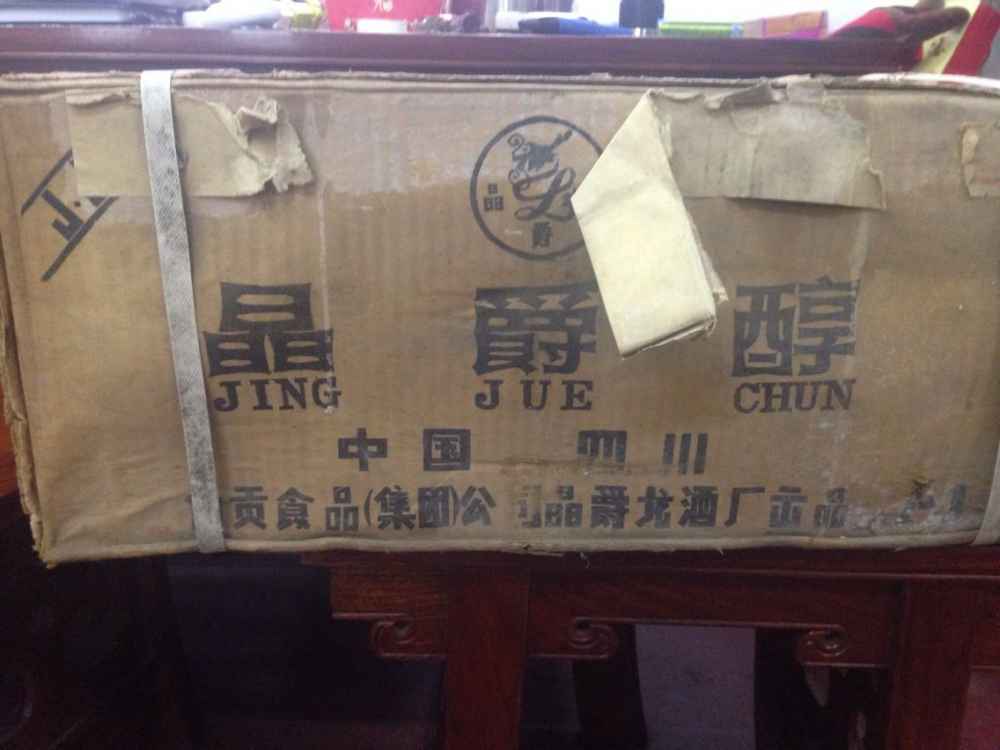 J.
晶
爵
晶 爵 醇
JING JUE CHUN
中国 四川
贡食品(集团)公司晶爵龙酒厂